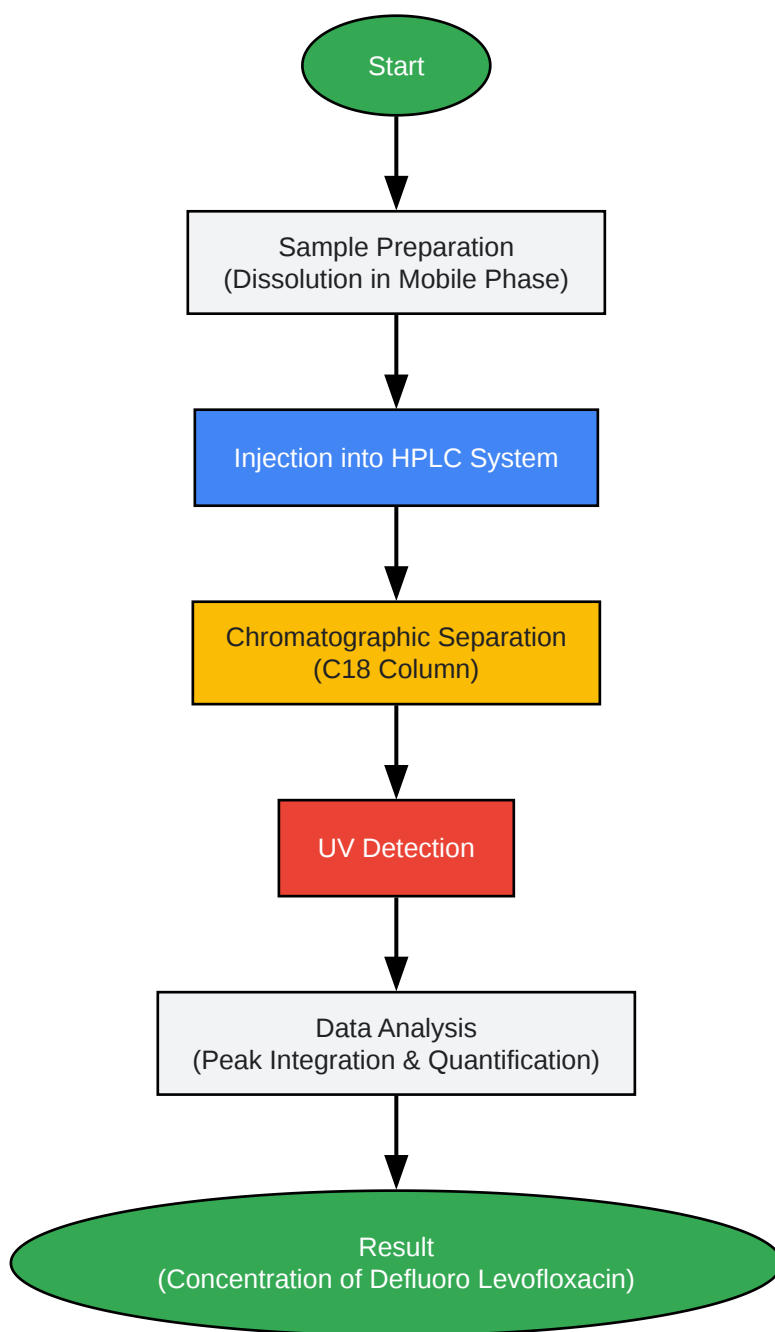 Start
Sample Preparation
(Dissolution in Mobile Phase)
Injection into HPLC System
Chromatographic Separation
(C18 Column)
UV Detection
Data Analysis
(Peak Integration & Quantification)
Result
(Concentration of Defluoro Levofloxacin)